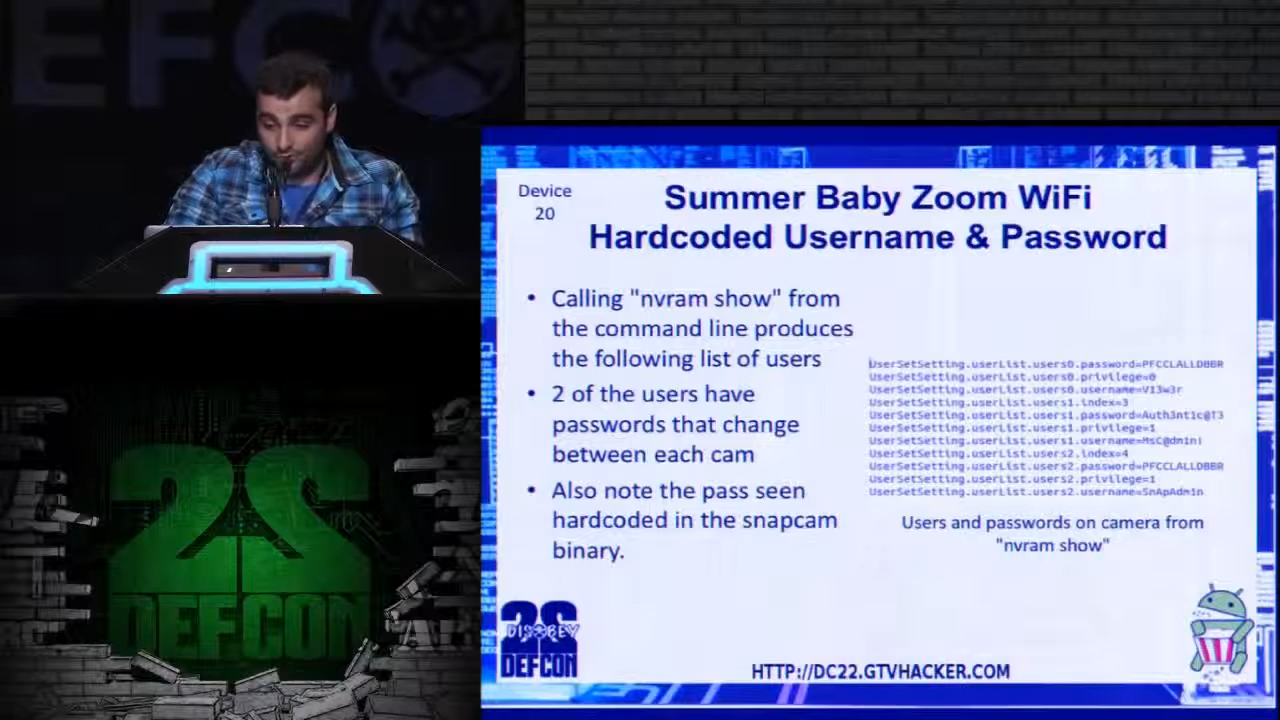 DEFC
Device
20
Summer Baby Zoom WiFi
Hardcoded Username & Password
• Calling "nvram show" from
the command line produces
the following list of users
• 2 of the users have
passwords that change
between each cam
• Also note the pass seen
hardcoded in the snapcam
binary.
UserSetSetting.userList.users0.password=PFCCLALLDBBR
UserSetSetting.userList.users0.privilege=0
UserSetSetting.userList.users0.username=V13w3r
UserSetSetting.userList.users1.index=3
UserSetSetting.userList.users1.password=Auth3nt1c@T3
UserSetSetting.userList.users1.privilege=1
UserSetSetting.userList.users1.username=MsC@dm1n!
UserSetSetting.userList.users2.index=4
UserSetSetting.userList.users2.password=PFCCLALLDBBR
UserSetSetting.userList.users2.privilege=1
UserSetSetting.userList.users2.username=SnApAdm1n
Users and passwords on camera from
"nvram show"
22
DISOBEY
DEFCON
HTTP://DC22.GTVHACKER.COM
22
DEFCON